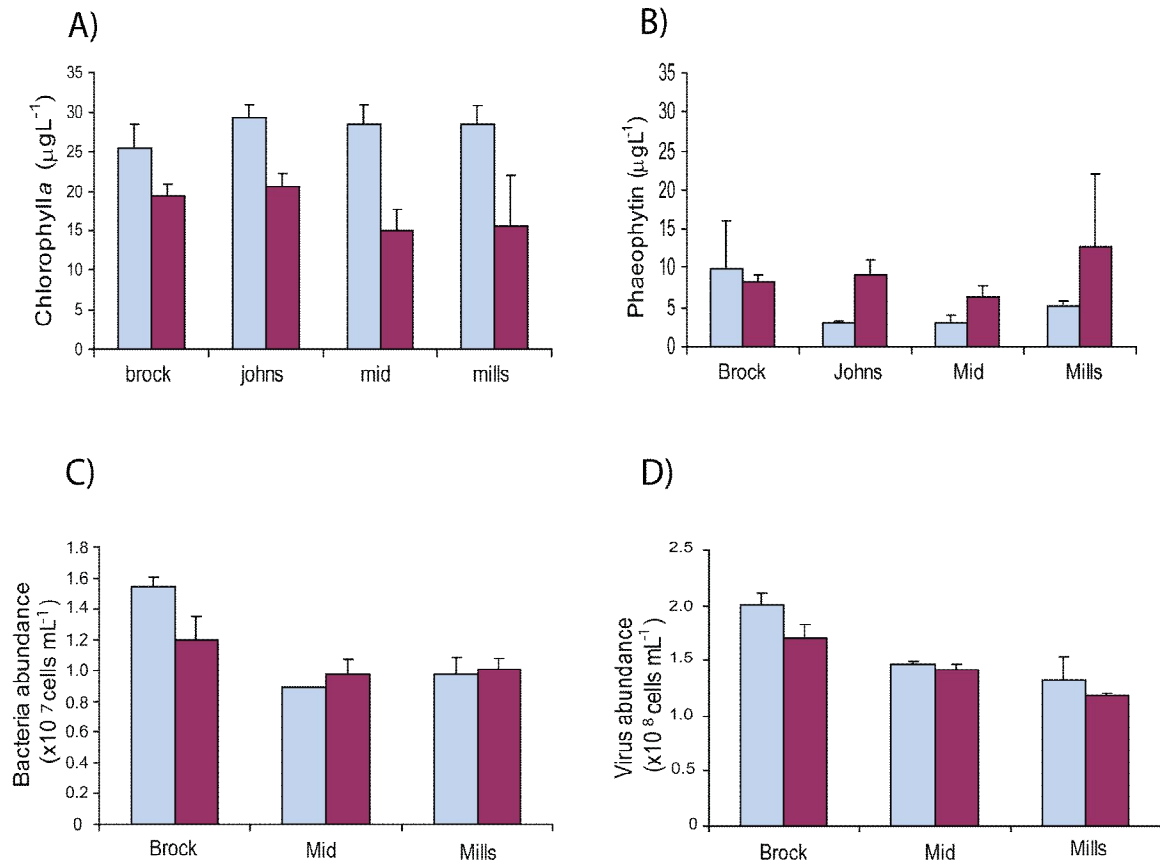 A)
Chlorophylla (µgL-1)
35
30
25
20
15
10
5
0
brock johns mid mills
B)
Phaeophytin (µgL-1)
35
30
25
20
15
10
5
0
Brock Johns Mid Mills
C)
Bacteria abundance
(x10 7 cells mL-1)
1.8
1.6
1.4
1.2
1.0
0.8
0.6
0.4
0.2
0
Brock Mid Mills
D)
Virus abundance
(x10 8 cells mL-1)
2.5
2.0
1.5
1.0
0.5
0
Brock Mid Mills